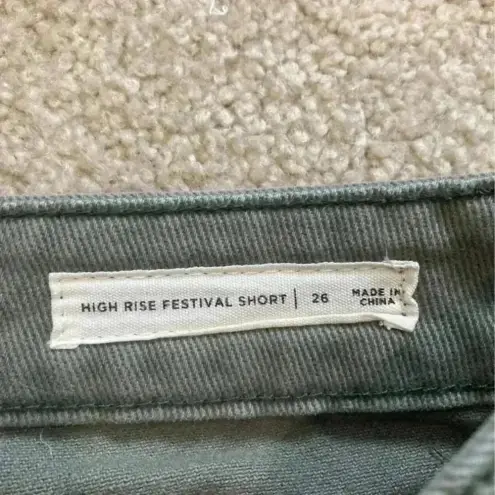 HIGH RISE FESTIVAL SHORT | 26 MADE IN
CHINA